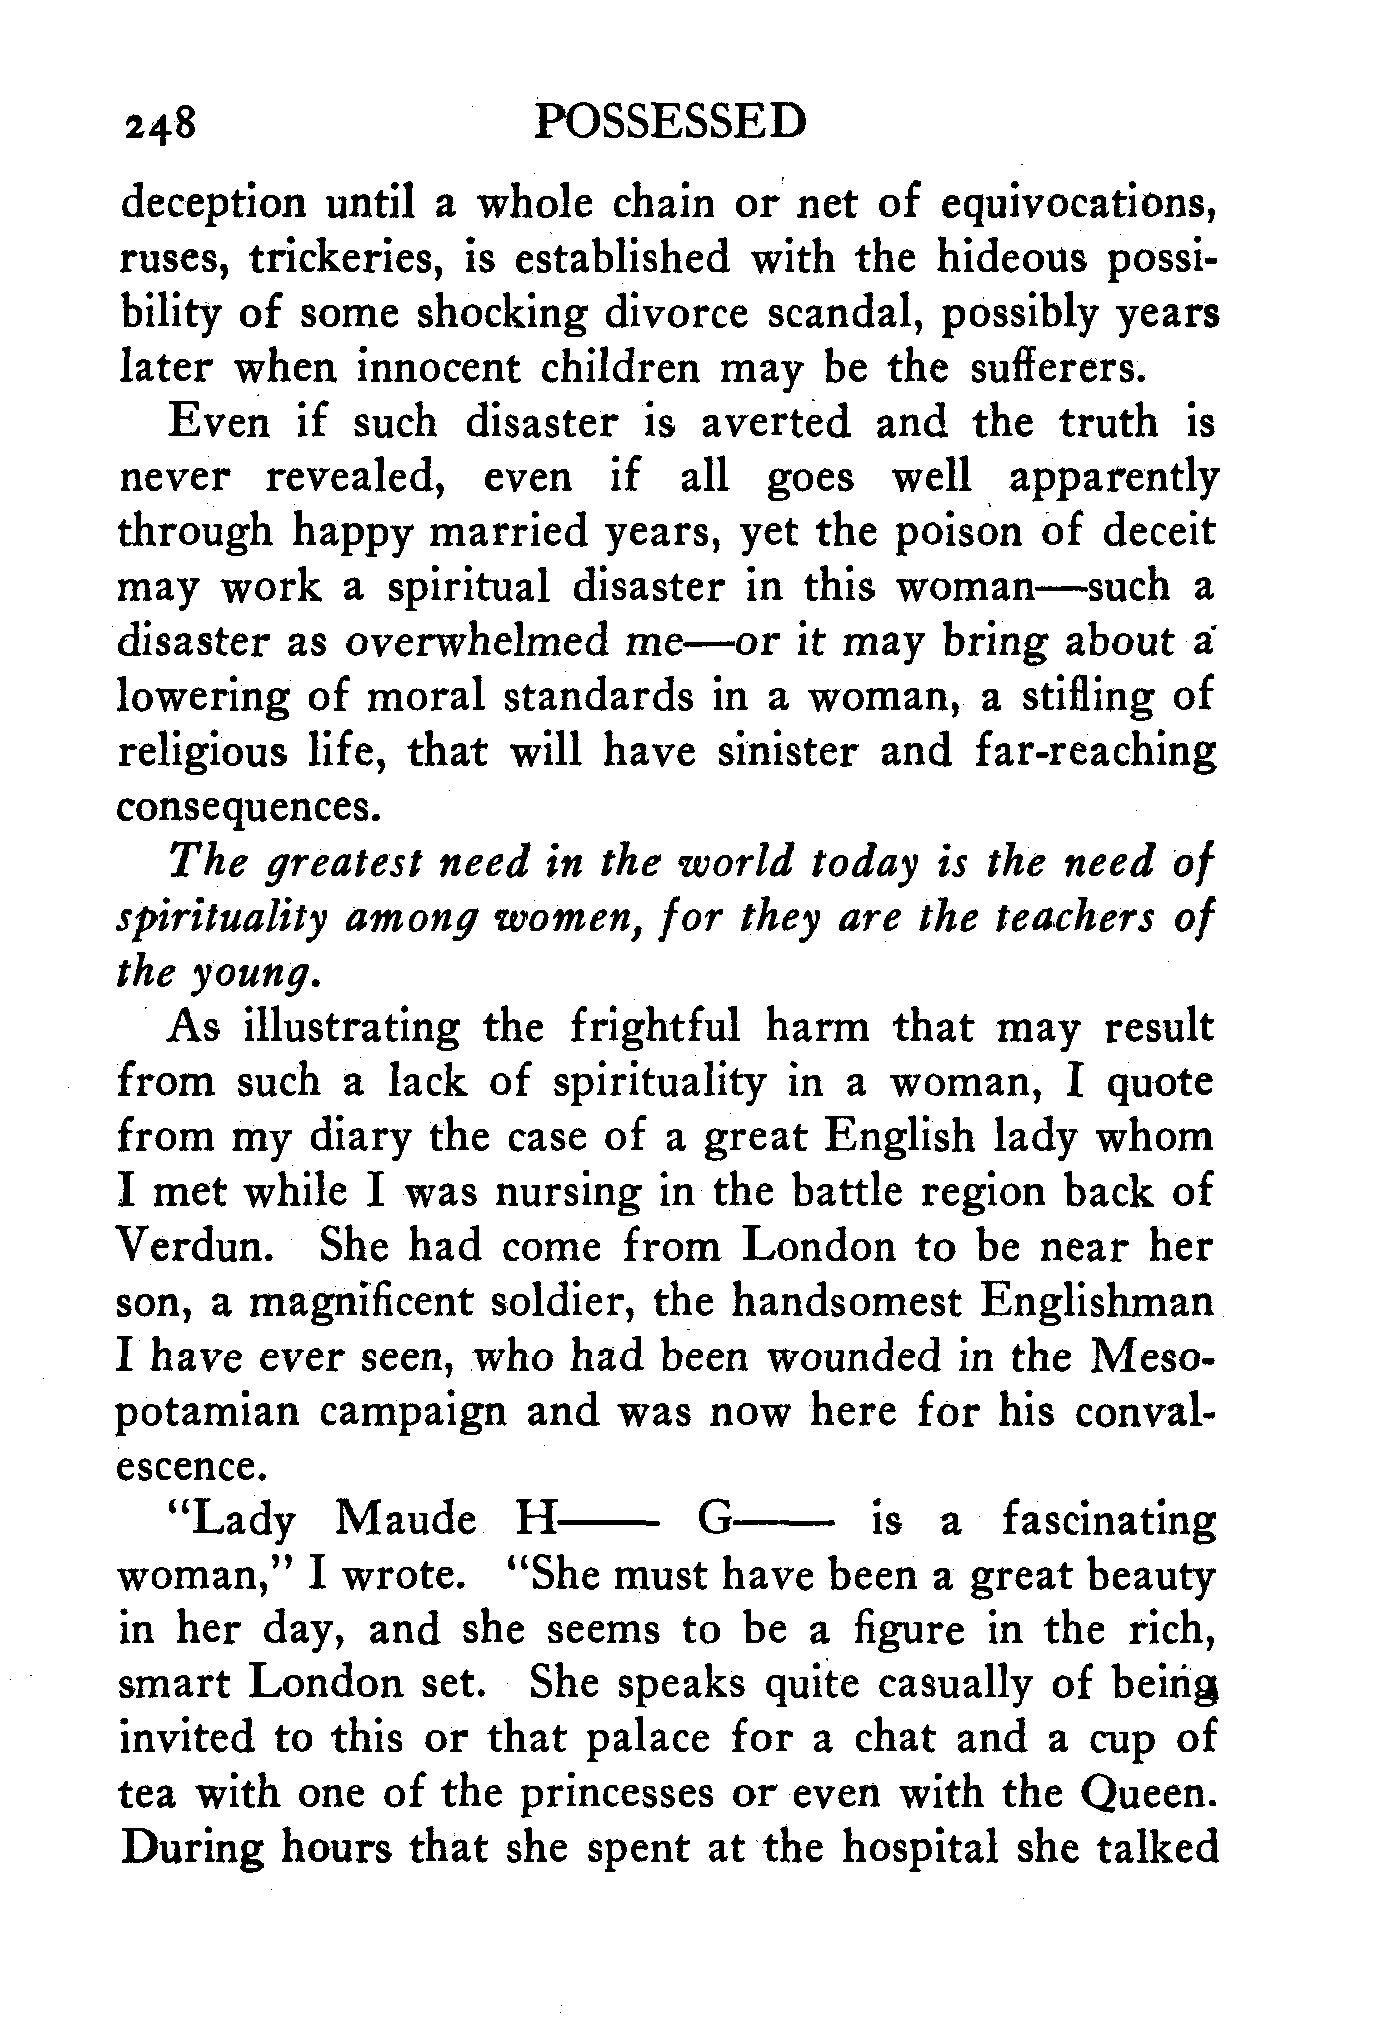 248 POSSESSED
deception until a whole chain or net of equivocations,
ruses, trickeries, is established with the hideous possi-
bility of some shocking divorce scandal, possibly years
later when innocent children may be the sufferers.
Even if such disaster is averted and the truth is
never revealed, even if all goes well apparently
through happy married years, yet the poison of deceit
may work a spiritual disaster in this woman—such a
disaster as overwhelmed me—or it may bring about a
lowering of moral standards in a woman, a stifling of
religious life, that will have sinister and far-reaching
consequences.
The greatest need in the world today is the need of
spirituality among women, for they are the teachers of
the young.
As illustrating the frightful harm that may result
from such a lack of spirituality in a woman, I quote
from my diary the case of a great English lady whom
I met while I was nursing in the battle region back of
Verdun. She had come from London to be near her
son, a magnificent soldier, the handsomest Englishman
I have ever seen, who had been wounded in the Meso-
potamian campaign and was now here for his conval-
escence.
“Lady Maude H—— G—— is a fascinating
woman,” I wrote. “She must have been a great beauty
in her day, and she seems to be a figure in the rich,
smart London set. She speaks quite casually of being
invited to this or that palace for a chat and a cup of
tea with one of the princesses or even with the Queen.
During hours that she spent at the hospital she talked